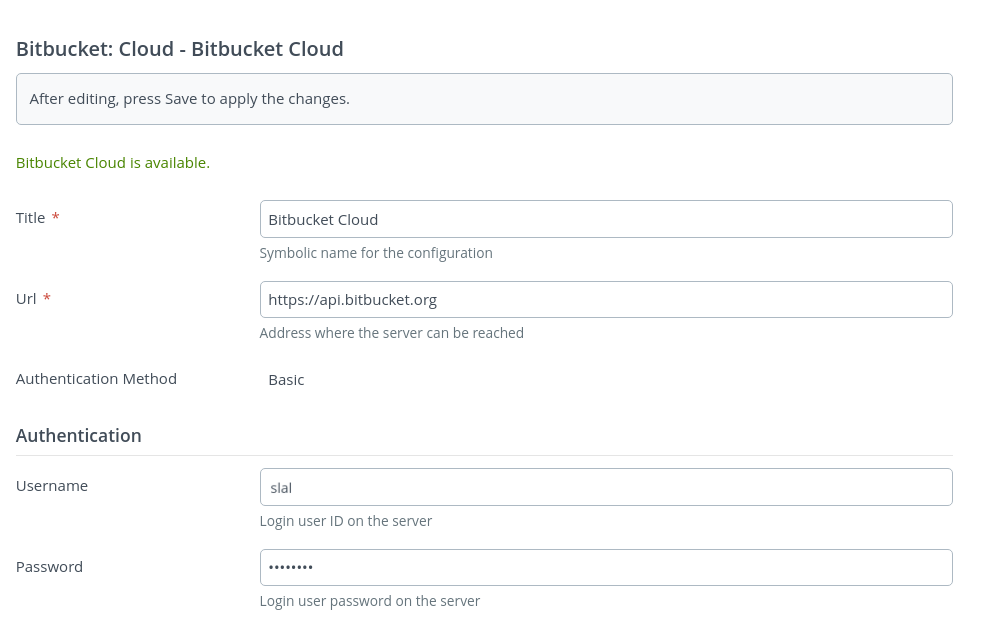 Bitbucket: Cloud - Bitbucket Cloud
After editing, press Save to apply the changes.
Bitbucket Cloud is available.
Title *
Bitbucket Cloud
Symbolic name for the configuration
Url *
https://api.bitbucket.org
Address where the server can be reached
Authentication Method
Basic
Authentication
Username
slal
Login user ID on the server
Password
••••••••
Login user password on the server